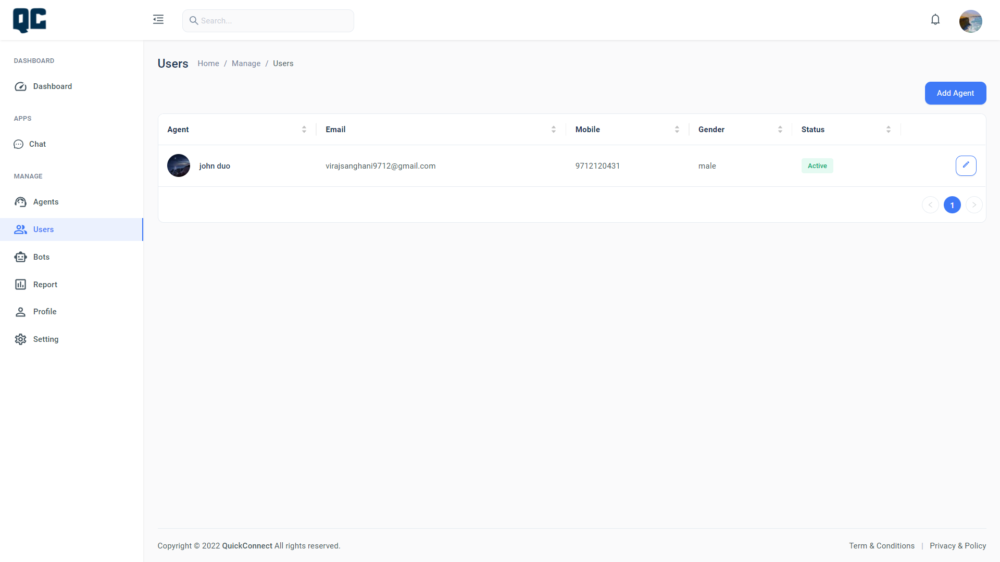 QC
Search...
DASHBOARD
Dashboard
APPS
Chat
MANAGE
Agents
Users
Bots
Report
Profile
Setting
Users Home / Manage / Users
Add Agent
Agent Email Mobile Gender Status
john duo virajsanghani9712@gmail.com 9712120431 male Active
1
Copyright © 2022 QuickConnect All rights reserved.
Term & Conditions | Privacy & Policy